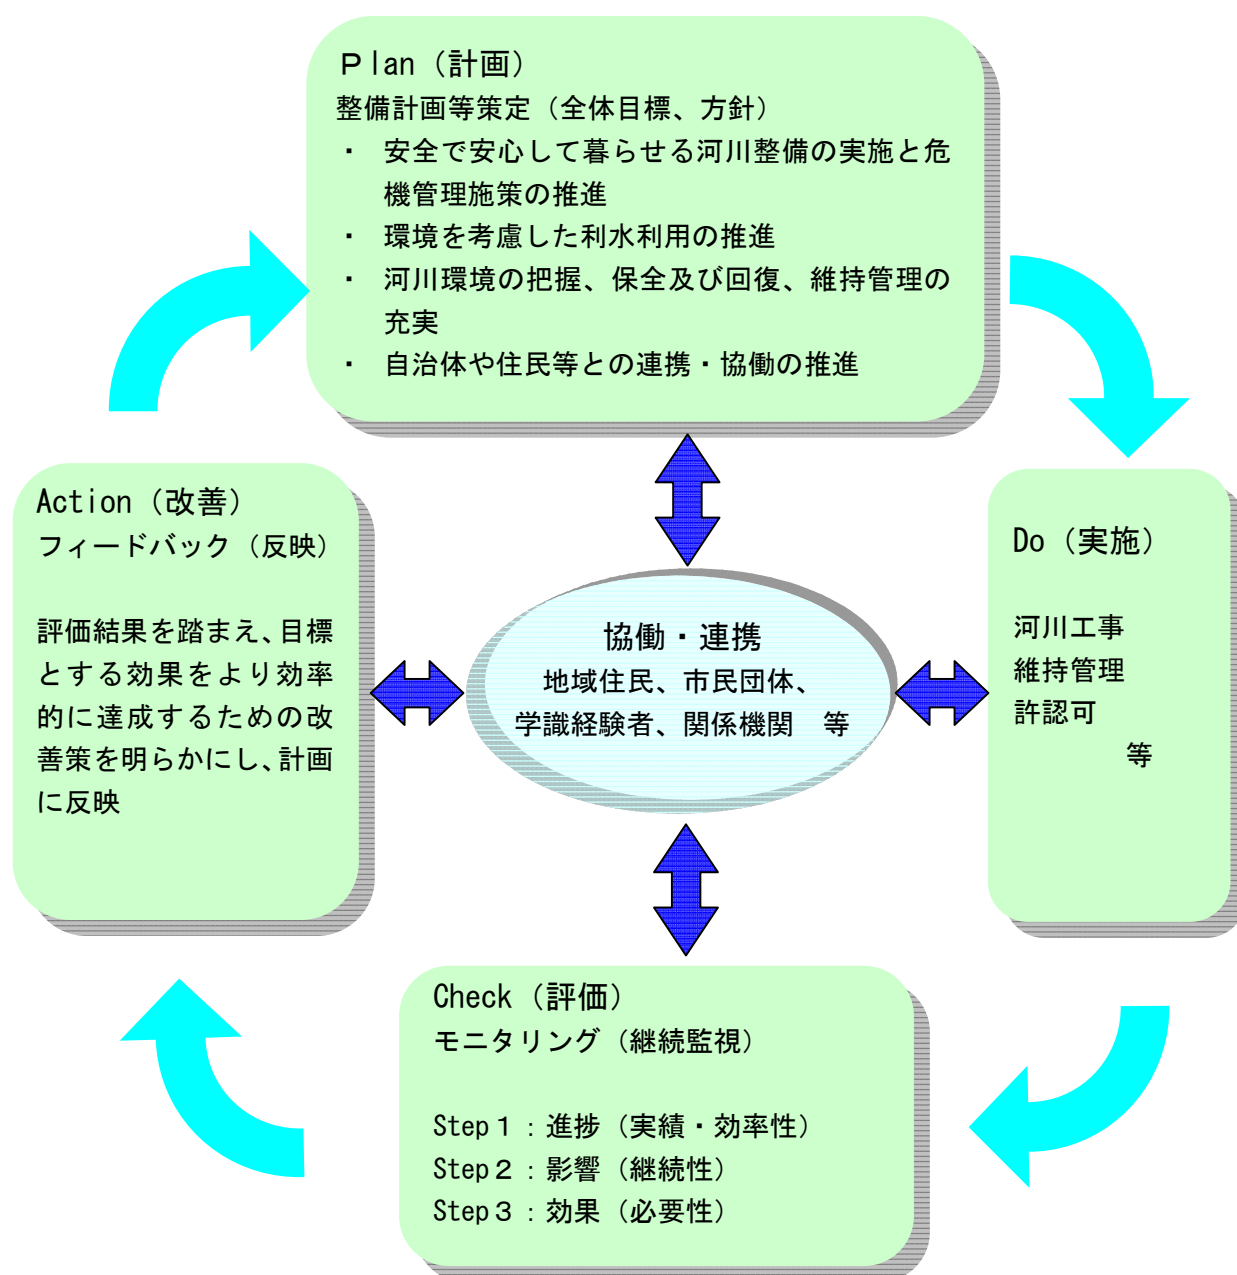 Ｐlan（計画）
整備計画等策定（全体目標、方針）
・ 安全で安心して暮らせる河川整備の実施と危
機管理施策の推進
・ 環境を考慮した利水利用の推進
・ 河川環境の把握、保全及び回復、維持管理の
充実
・ 自治体や住民等との連携・協働の推進
Action（改善）
フィードバック（反映）
評価結果を踏まえ、目標
とする効果をより効率
的に達成するための改
善策を明らかにし、計画
に反映
協働・連携
地域住民、市民団体、
学識経験者、関係機関　等
Do（実施）
河川工事
維持管理
許認可
等
Check（評価）
モニタリング（継続監視）
Step１：進捗（実績・効率性）
Step２：影響（継続性）
Step３：効果（必要性）